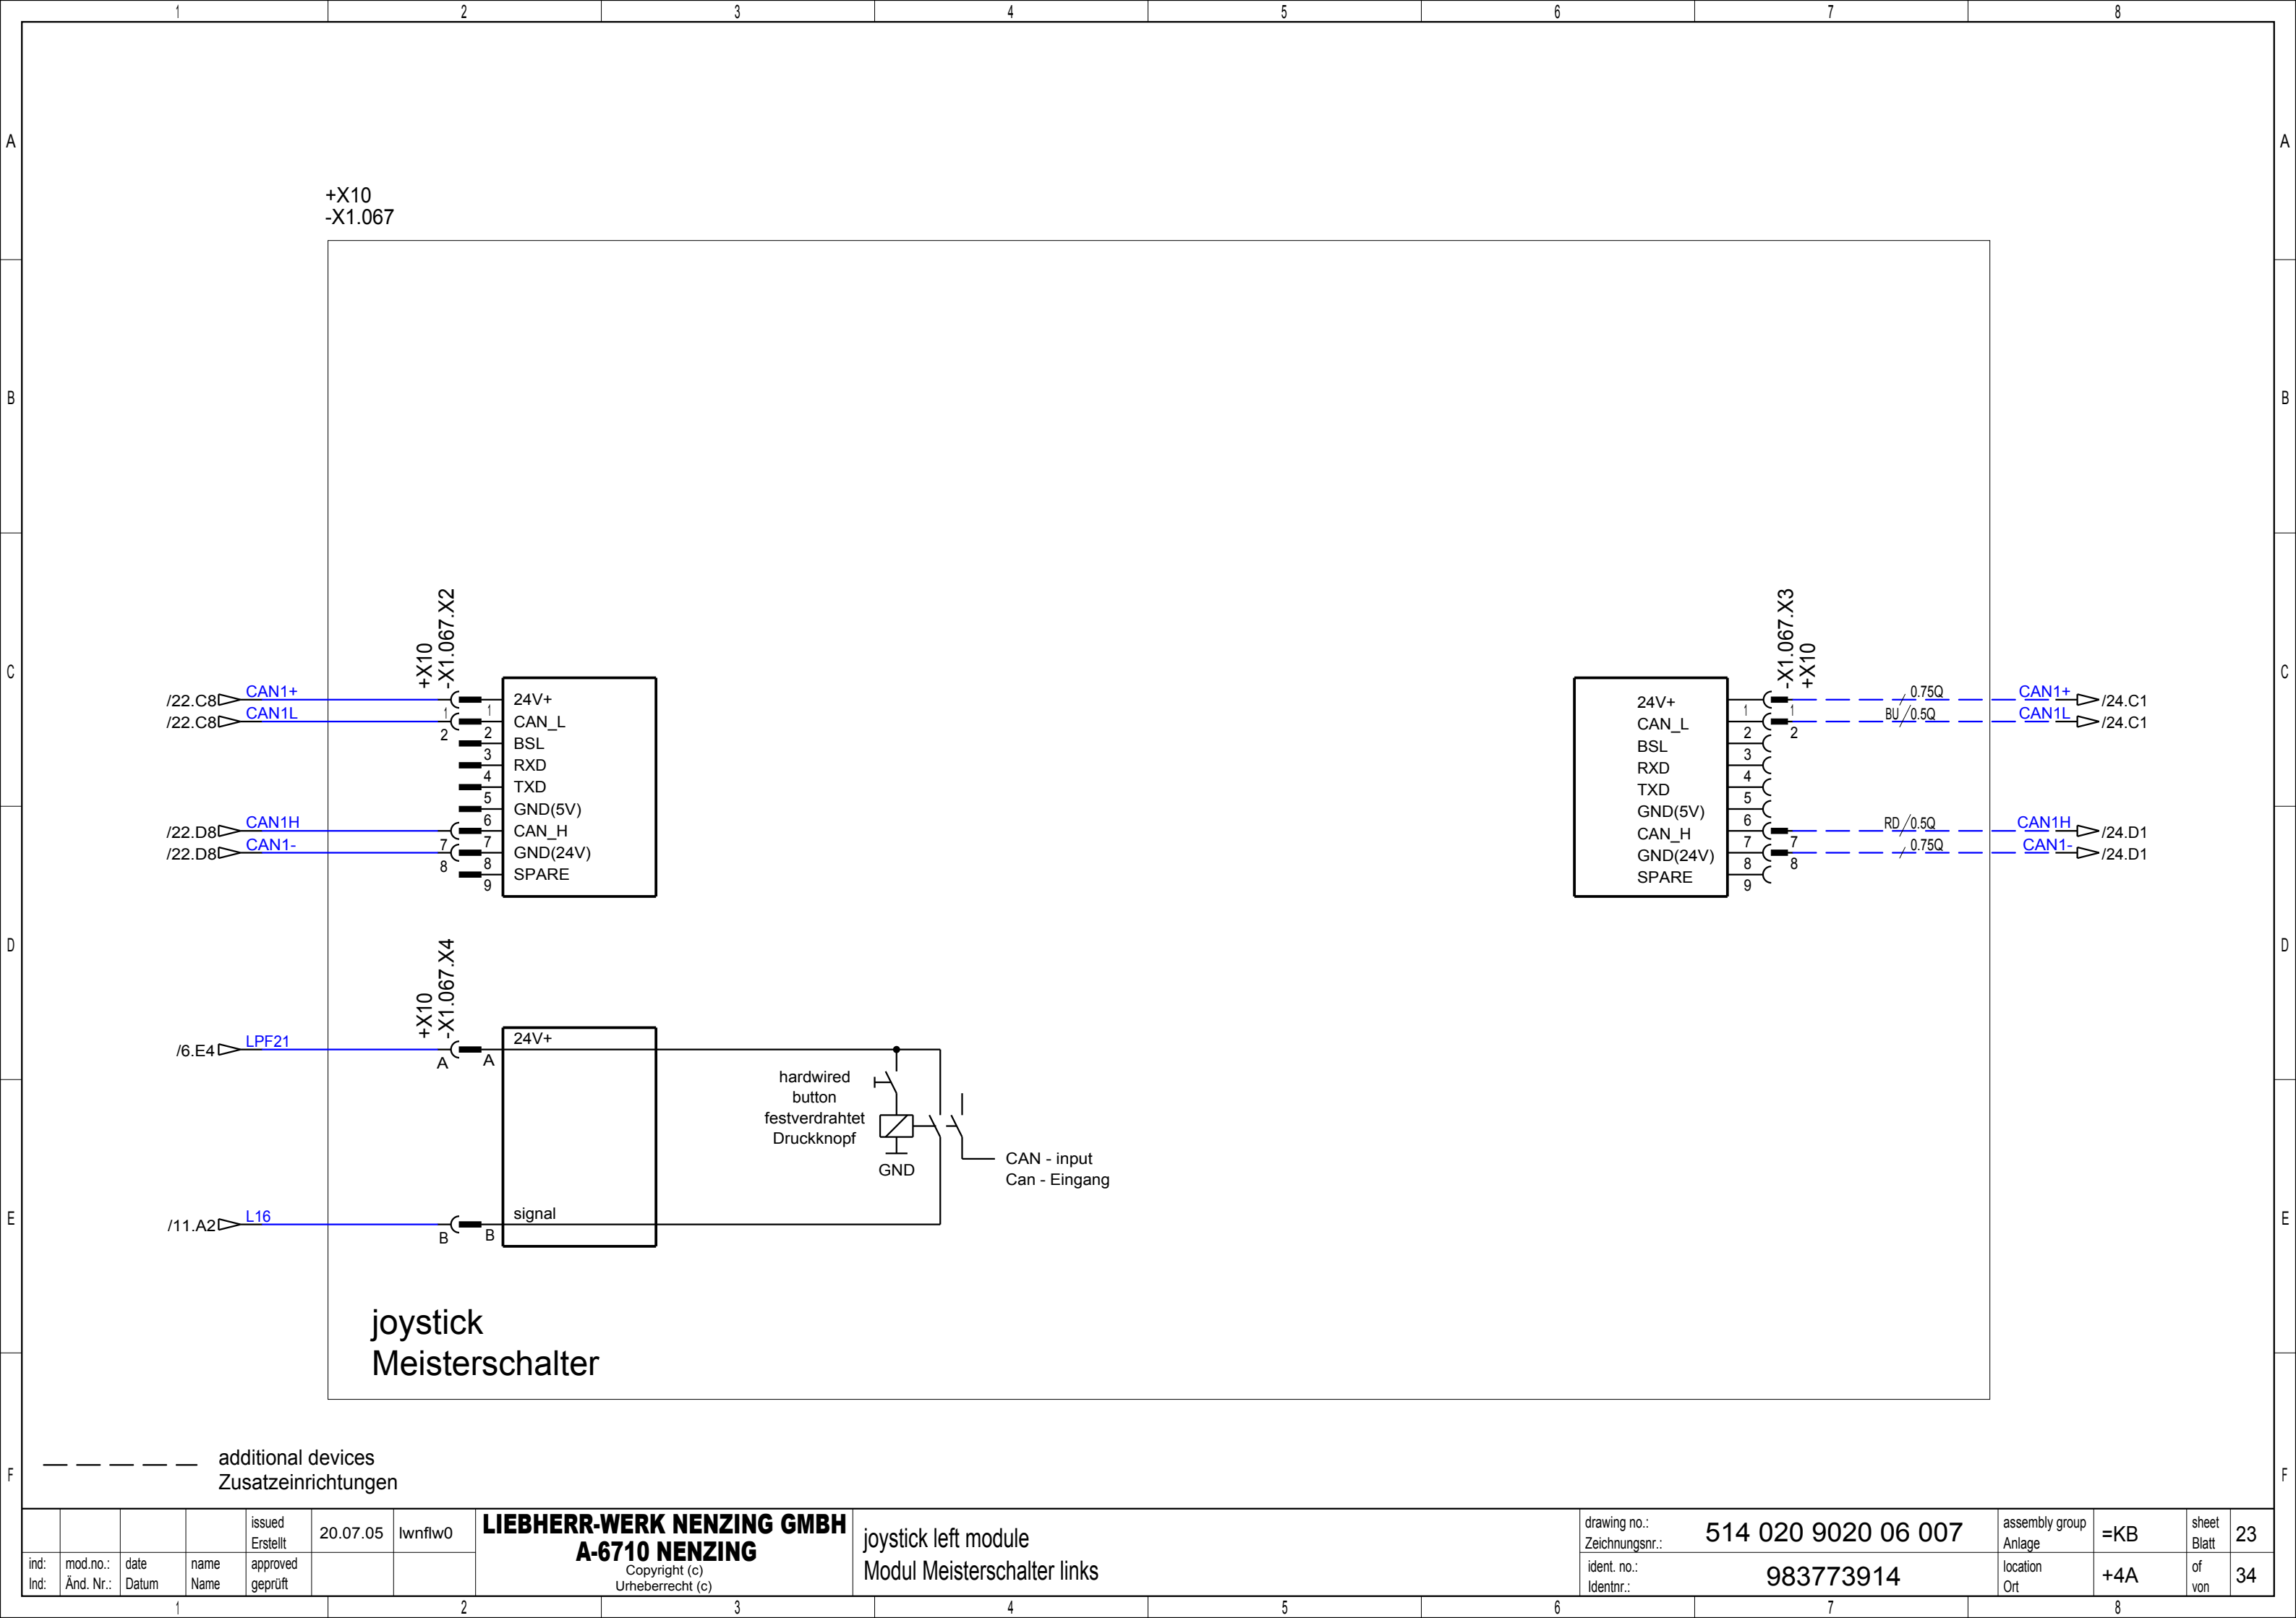 1 2 3 4 5 6 7 8
A A
B B
C C
D D
E E
F F
+X10
-X1.067
+X10
-X1.067.X2
/22.C8 CAN1+ 1 1 24V+
/22.C8 CAN1L 2 2 CAN_L
3 BSL
4 RXD
5 TXD
6 GND(5V)
/22.D8 CAN1H 7 7 CAN_H
/22.D8 CAN1- 8 8 GND(24V)
9 SPARE
-X1.067.X3
+X10
24V+ 1 1 0.75Q CAN1+ /24.C1
CAN_L 2 2 BU 0.5Q CAN1L /24.C1
BSL 3
RXD 4
TXD 5
GND(5V) 6
CAN_H 7 7 RD 0.5Q CAN1H /24.D1
GND(24V) 8 8 0.75Q CAN1- /24.D1
SPARE 9
+X10
-X1.067.X4
/6.E4 LPF21 A A 24V+
hardwired
button
festverdrahtet
Druckknopf
GND
CAN - input
Can - Eingang
/11.A2 L16 B B signal
joystick
Meisterschalter
additional devices
Zusatzeinrichtungen
issued
Erstellt
20.07.05 lwnflw0
ind:
Ind:
mod.no.:
Änd. Nr.:
date
Datum
name
Name
approved
geprüft
LIEBHERR-WERK NENZING GMBH
A-6710 NENZING
Copyright (c)
Urheberrecht (c)
joystick left module
Modul Meisterschalter links
drawing no.:
Zeichnungsnr.:
514 020 9020 06 007
ident. no.:
Identnr.:
983773914
assembly group
Anlage
=KB
location
Ort
+4A
sheet
Blatt
23
of
von
34
1 2 3 4 5 6 7 8